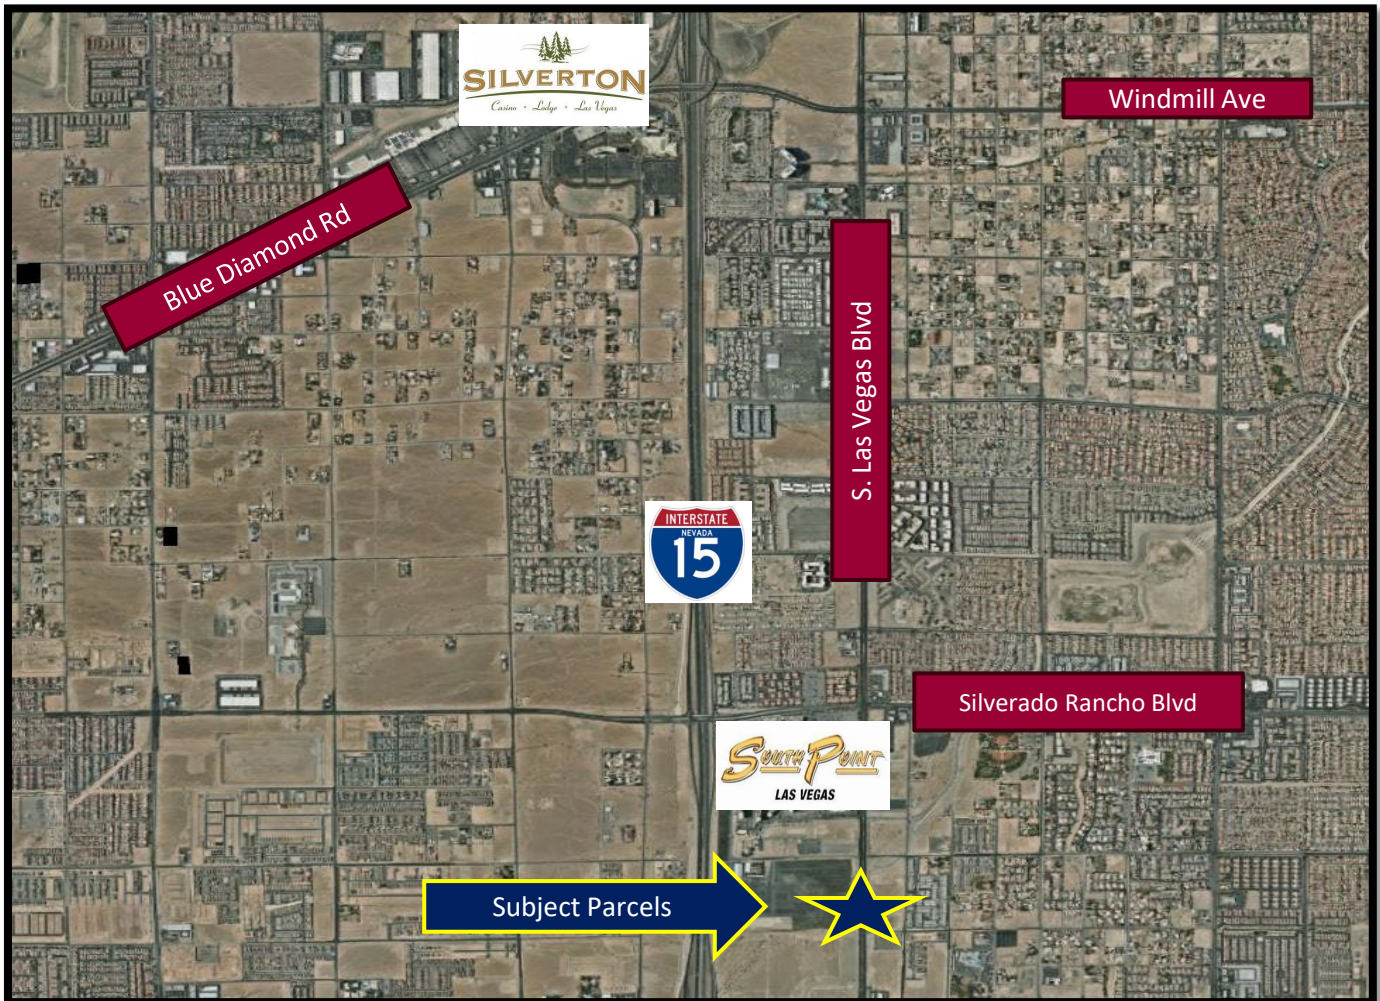 SILVERTON
Casino • Lodge • Las Vegas
Windmill Ave
Blue Diamond Rd
S. Las Vegas Blvd
INTERSTATE
NEVADA
15
Silverado Rancho Blvd
SOUTH POINT
LAS VEGAS
Subject Parcels